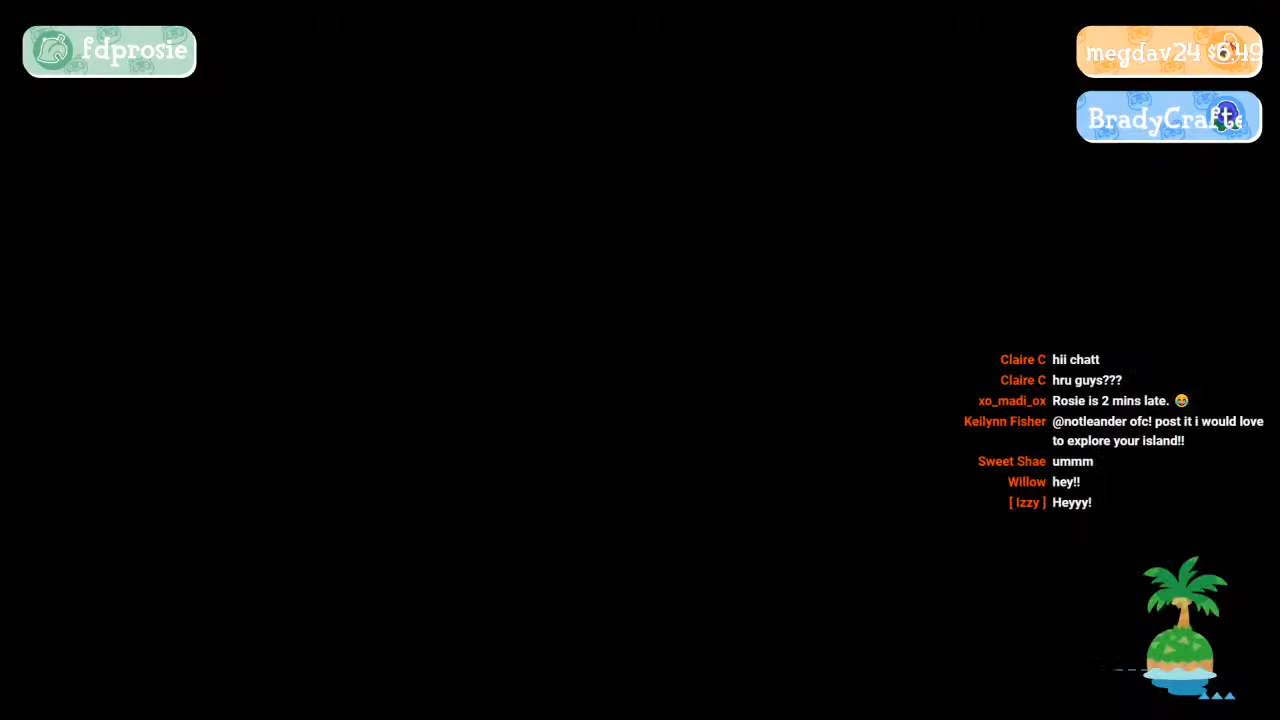 fdprosie
megdav24 $6.49
BradyCrafte
Claire C hii chatt
Claire C hru guys???
xo_madi_ox Rosie is 2 mins late. 😂
Keilynn Fisher @notleander ofc! post it i would love
to explore your island!!
Sweet Shae ummm
Willow hey!!
[ Izzy ] Heyyy!